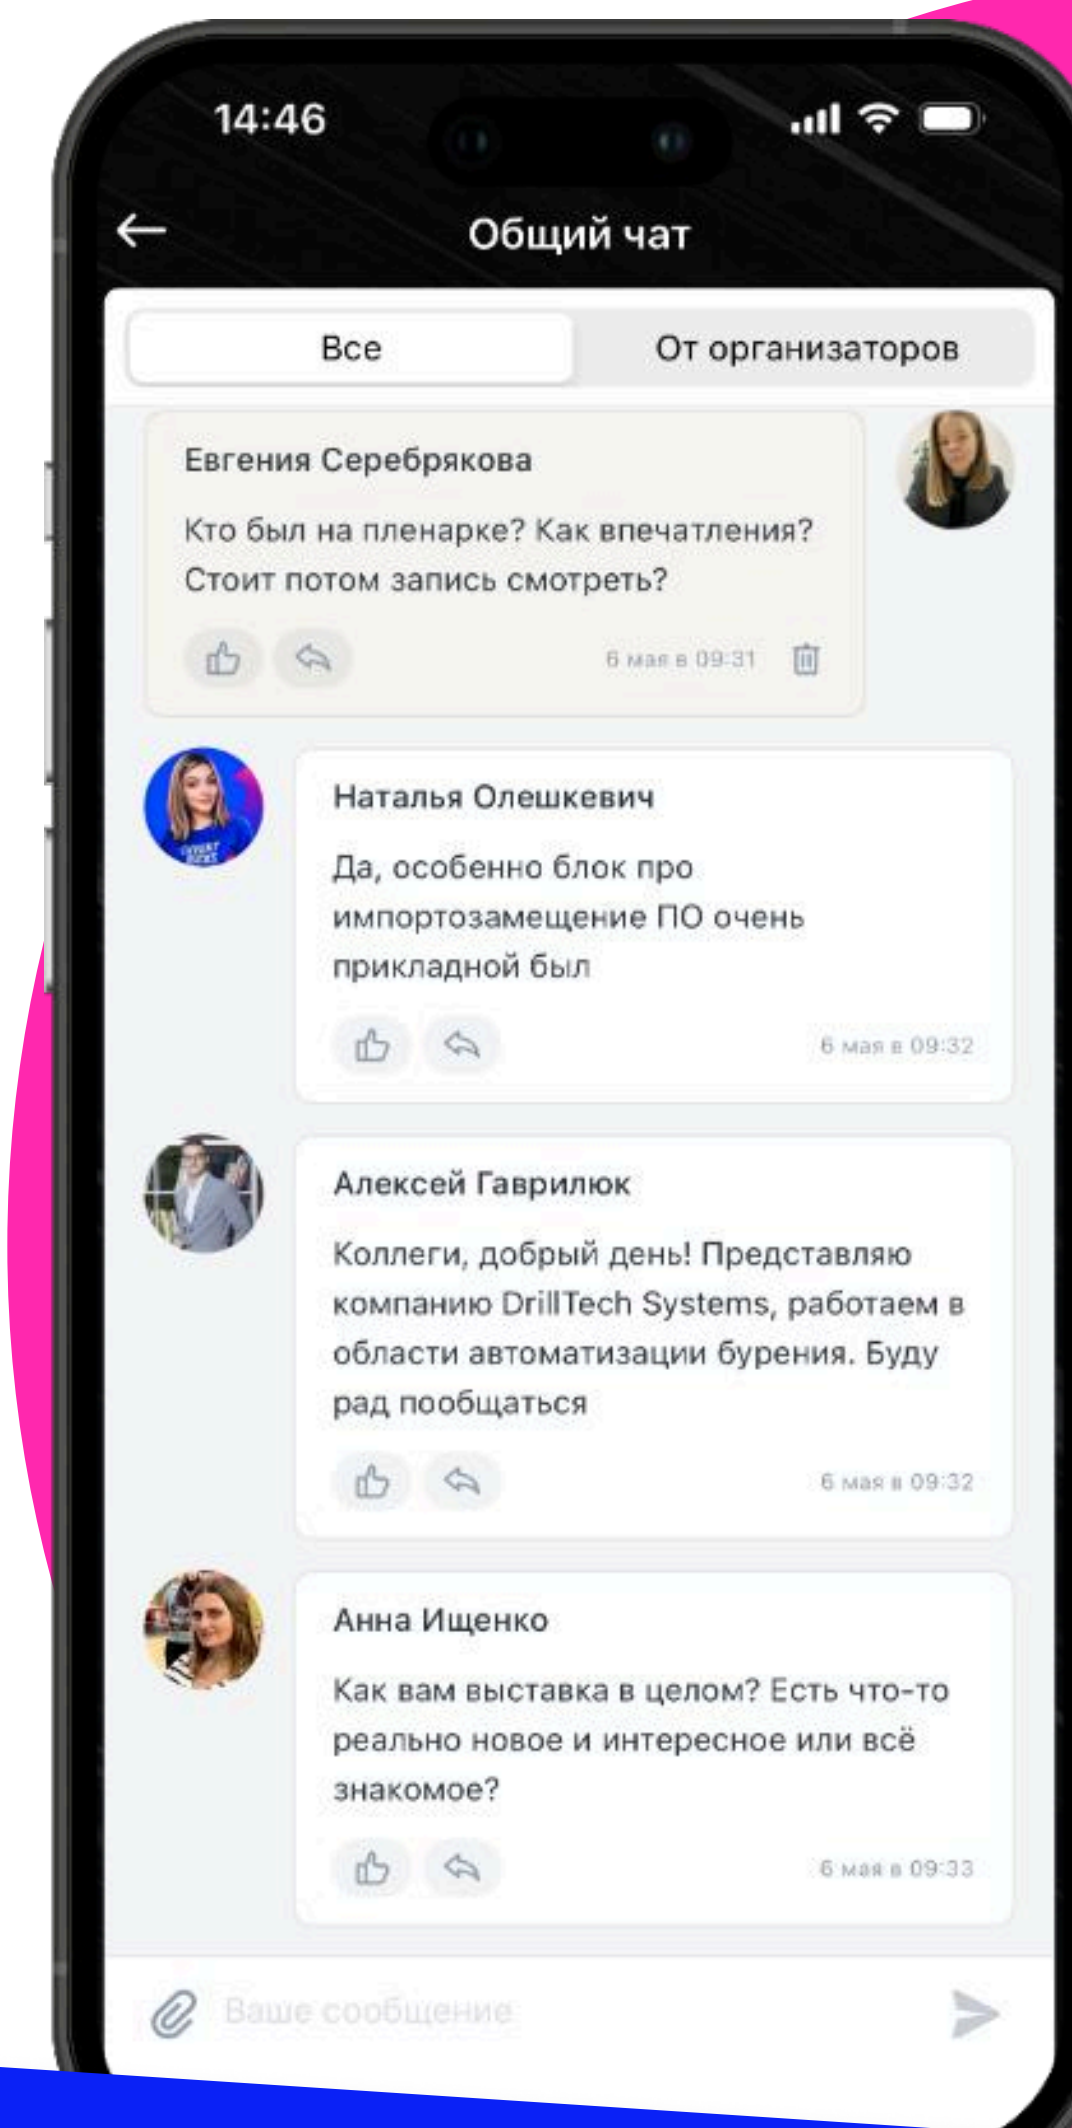 14:46
Общий чат
Все
От организаторов
Евгения Серебрякова
Кто был на пленарке? Как впечатления?
Стоит потом запись смотреть?
6 мая в 09:31
Наталья Олешкевич
Да, особенно блок про
импортозамещение ПО очень
прикладной был
6 мая в 09:32
Алексей Гаврилюк
Коллеги, добрый день! Представляю
компанию DrillTech Systems, работаем в
области автоматизации бурения. Буду
рад пообщаться
6 мая в 09:32
Анна Ищенко
Как вам выставка в целом? Есть что-то
реально новое и интересное или всё
знакомое?
6 мая в 09:33
Ваше сообщение